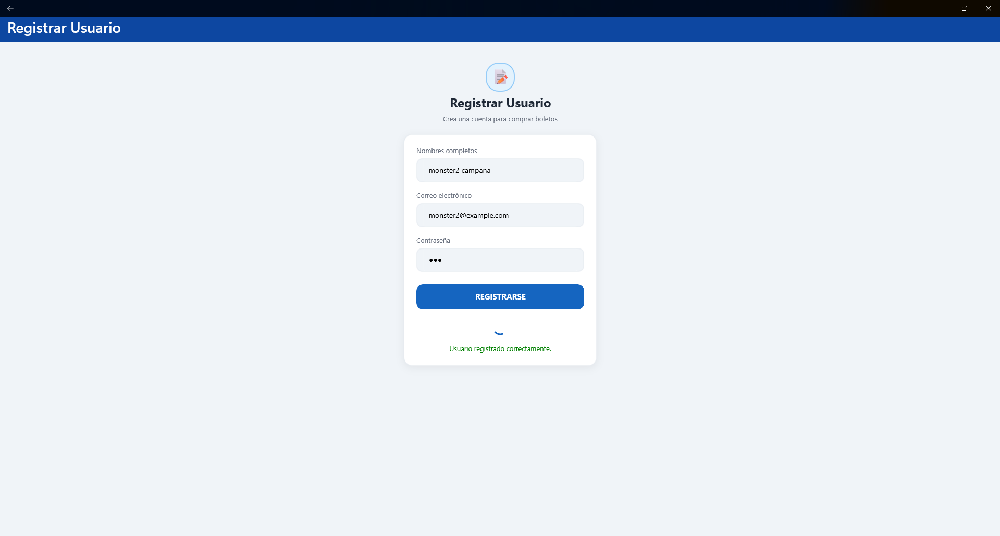 Registrar Usuario
Registrar Usuario
Crea una cuenta para comprar boletos
Nombres completos
monster2 campana
Correo electrónico
monster2@example.com
Contraseña
●●●
REGISTRARSE
Usuario registrado correctamente.